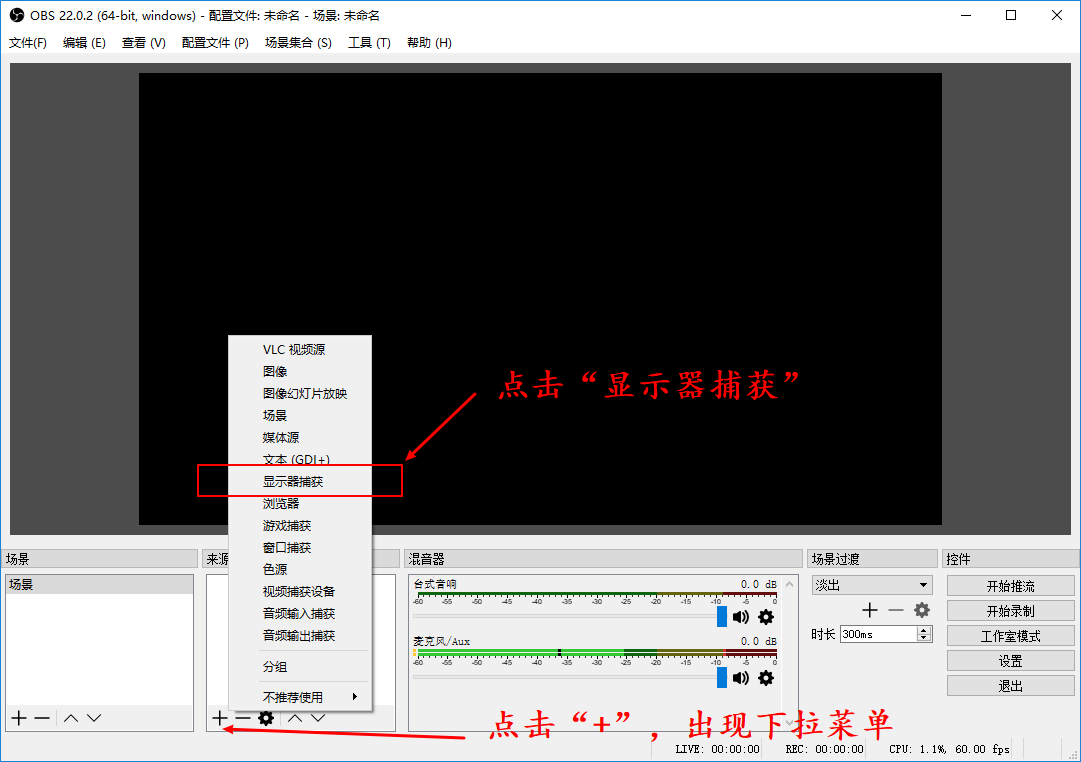 OBS 22.0.2 (64-bit, windows) - 配置文件: 未命名 - 场景: 未命名
文件(F) 编辑 (E) 查看 (V) 配置文件 (P) 场景集合 (S) 工具 (T) 帮助 (H)
VLC 视频源
图像
图像幻灯片放映
场景
媒体源
文本 (GDI+)
显示器捕获
浏览器
游戏捕获
窗口捕获
色源
视频捕获设备
音频输入捕获
音频输出捕获
分组
不推荐使用
点击“显示器捕获”
点击“+”，出现下拉菜单
场景
场景
来源
混音器
台式音响 0.0 dB
-60 -55 -50 -45 -40 -35 -30 -25 -20 -15 -10 -5 0
麦克风/Aux 0.0 dB
-60 -55 -50 -45 -40 -35 -30 -25 -20 -15 -10 -5 0
场景过渡
淡出
时长 300ms
控件
开始推流
开始录制
工作室模式
设置
退出
LIVE: 00:00:00 REC: 00:00:00 CPU: 1.1%, 60.00 fps